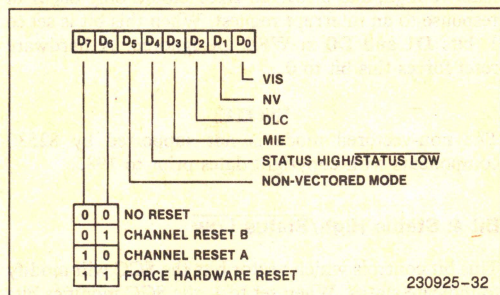 D7 D6 D5 D4 D3 D2 D1 D0
VIS
NV
DLC
MIE
STATUS HIGH/STATUS LOW
NON-VECTORED MODE
0 0 NO RESET
0 1 CHANNEL RESET B
1 0 CHANNEL RESET A
1 1 FORCE HARDWARE RESET
230925-32